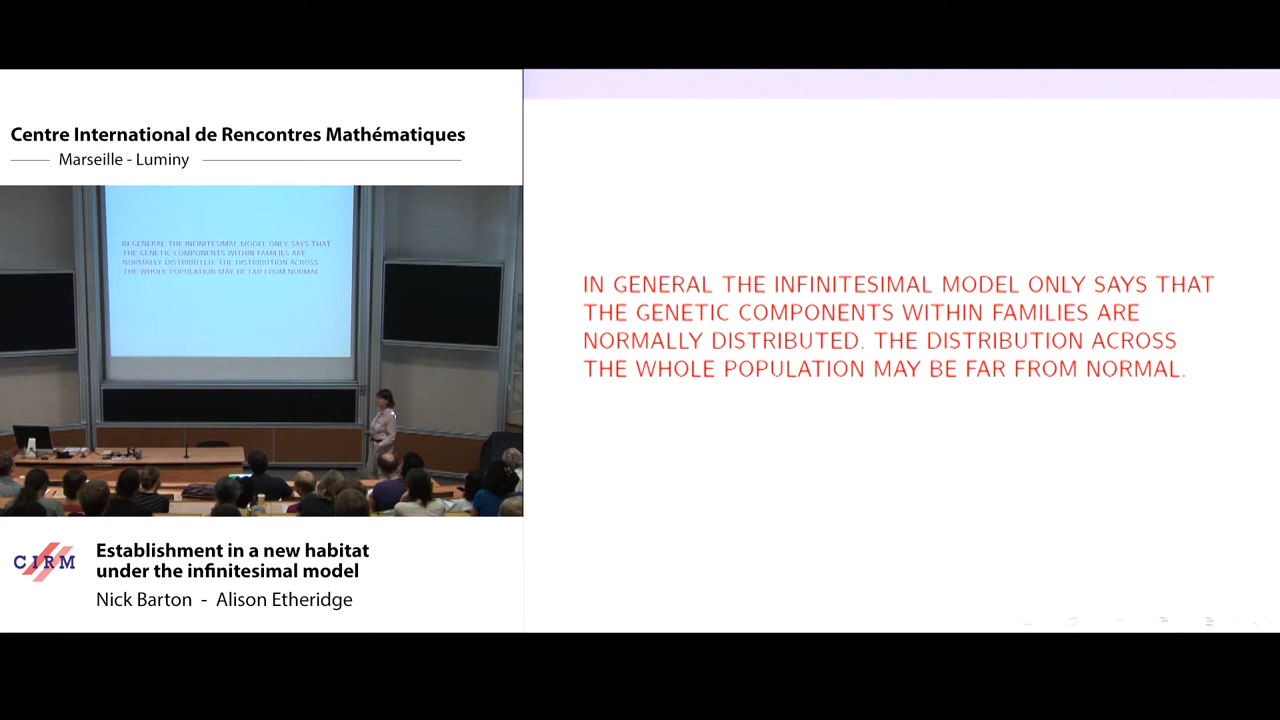 Centre International de Rencontres Mathématiques
Marseille - Luminy
IN GENERAL THE INFINITESIMAL MODEL ONLY SAYS THAT
THE GENETIC COMPONENTS WITHIN FAMILIES ARE
NORMALLY DISTRIBUTED. THE DISTRIBUTION ACROSS
THE WHOLE POPULATION MAY BE FAR FROM NORMAL
CIRM
Establishment in a new habitat
under the infinitesimal model
Nick Barton - Alison Etheridge
IN GENERAL THE INFINITESIMAL MODEL ONLY SAYS THAT
THE GENETIC COMPONENTS WITHIN FAMILIES ARE
NORMALLY DISTRIBUTED. THE DISTRIBUTION ACROSS
THE WHOLE POPULATION MAY BE FAR FROM NORMAL.